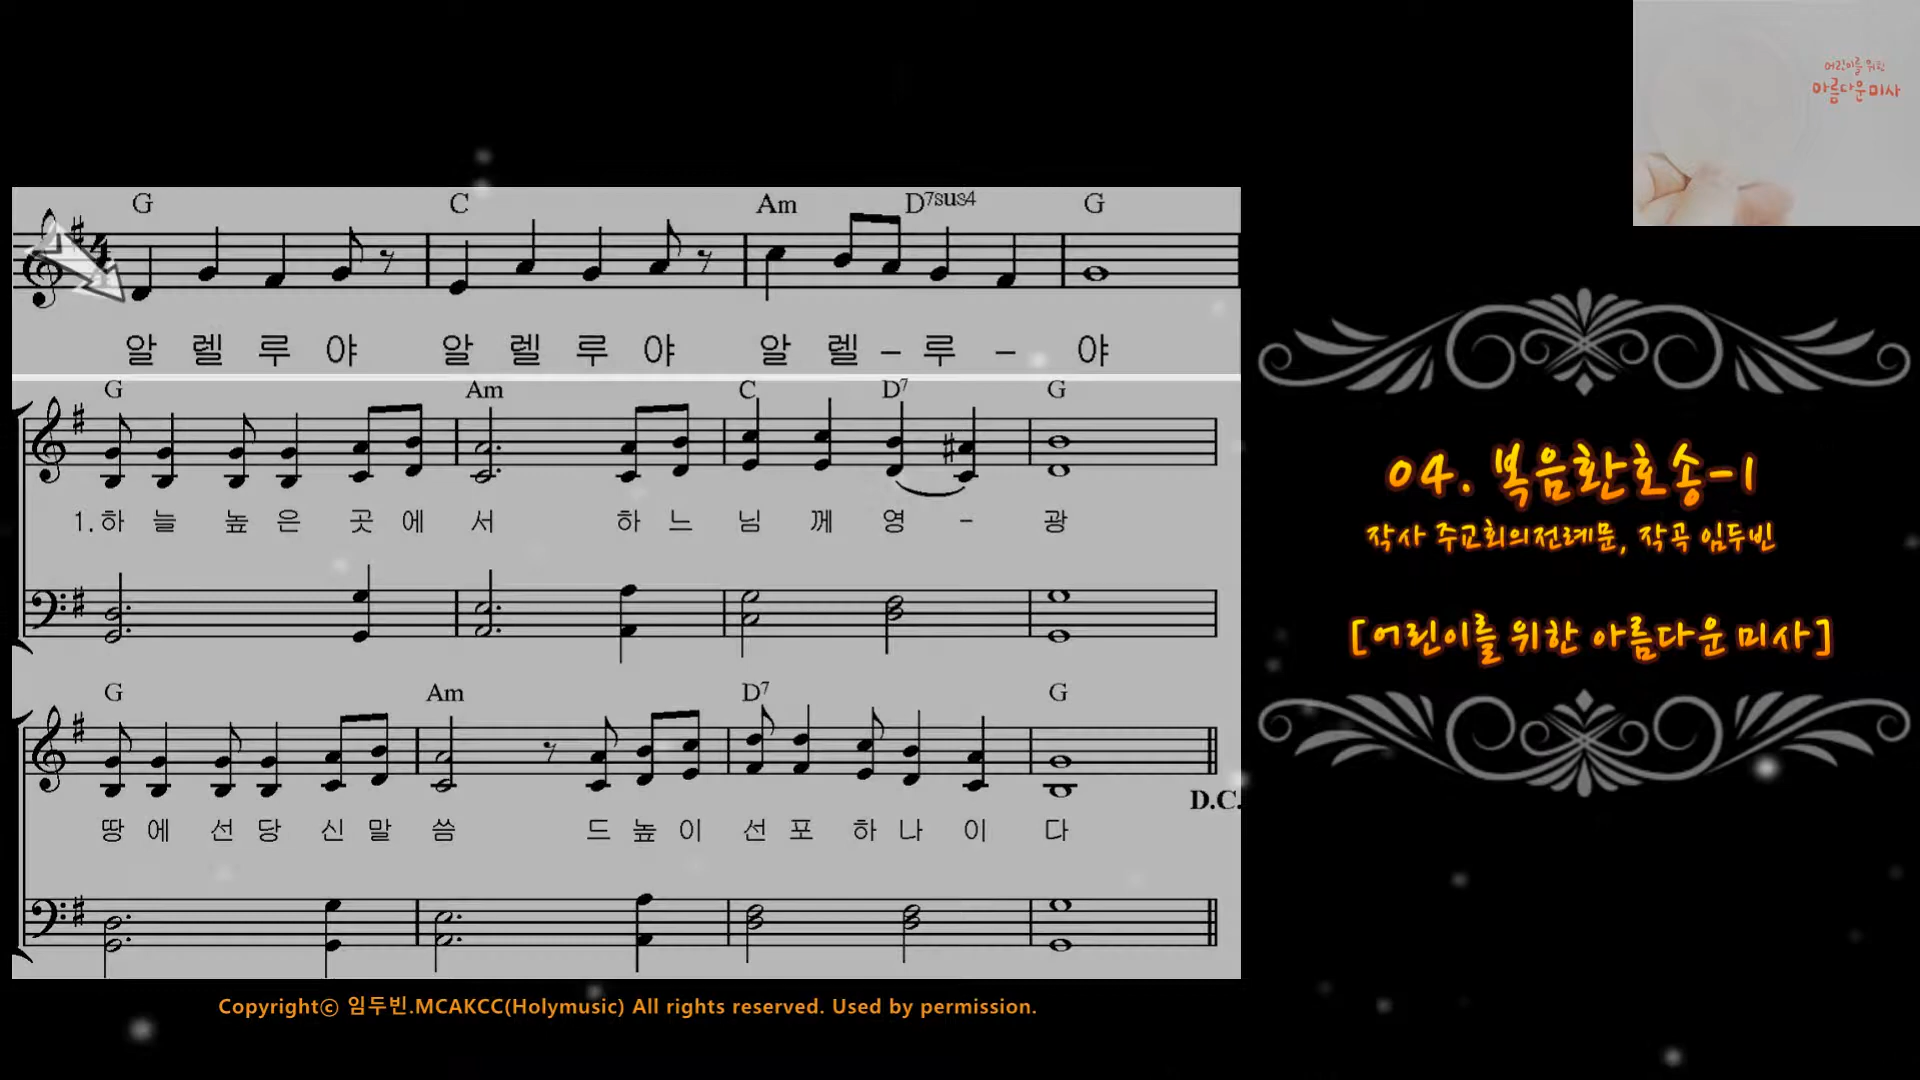 어린이를 위한
아름다운 미사
G C Am D7sus4 G
알 렐 루 야 알 렐 루 야 알 렐 – 루 – 야
G Am C D7 G
1.하 늘 높 은 곳 에 서 하 느 님 께 영 - 광
G Am D7 G
D.C.
땅 에 선 당 신 말 씀 드 높 이 선 포 하 나 이 다
04. 복음환호송-1
작사 주교회의전례문, 작곡 임두빈
[어린이를 위한 아름다운 미사]
Copyright© 임두빈.MCAKCC(Holymusic) All rights reserved. Used by permission.